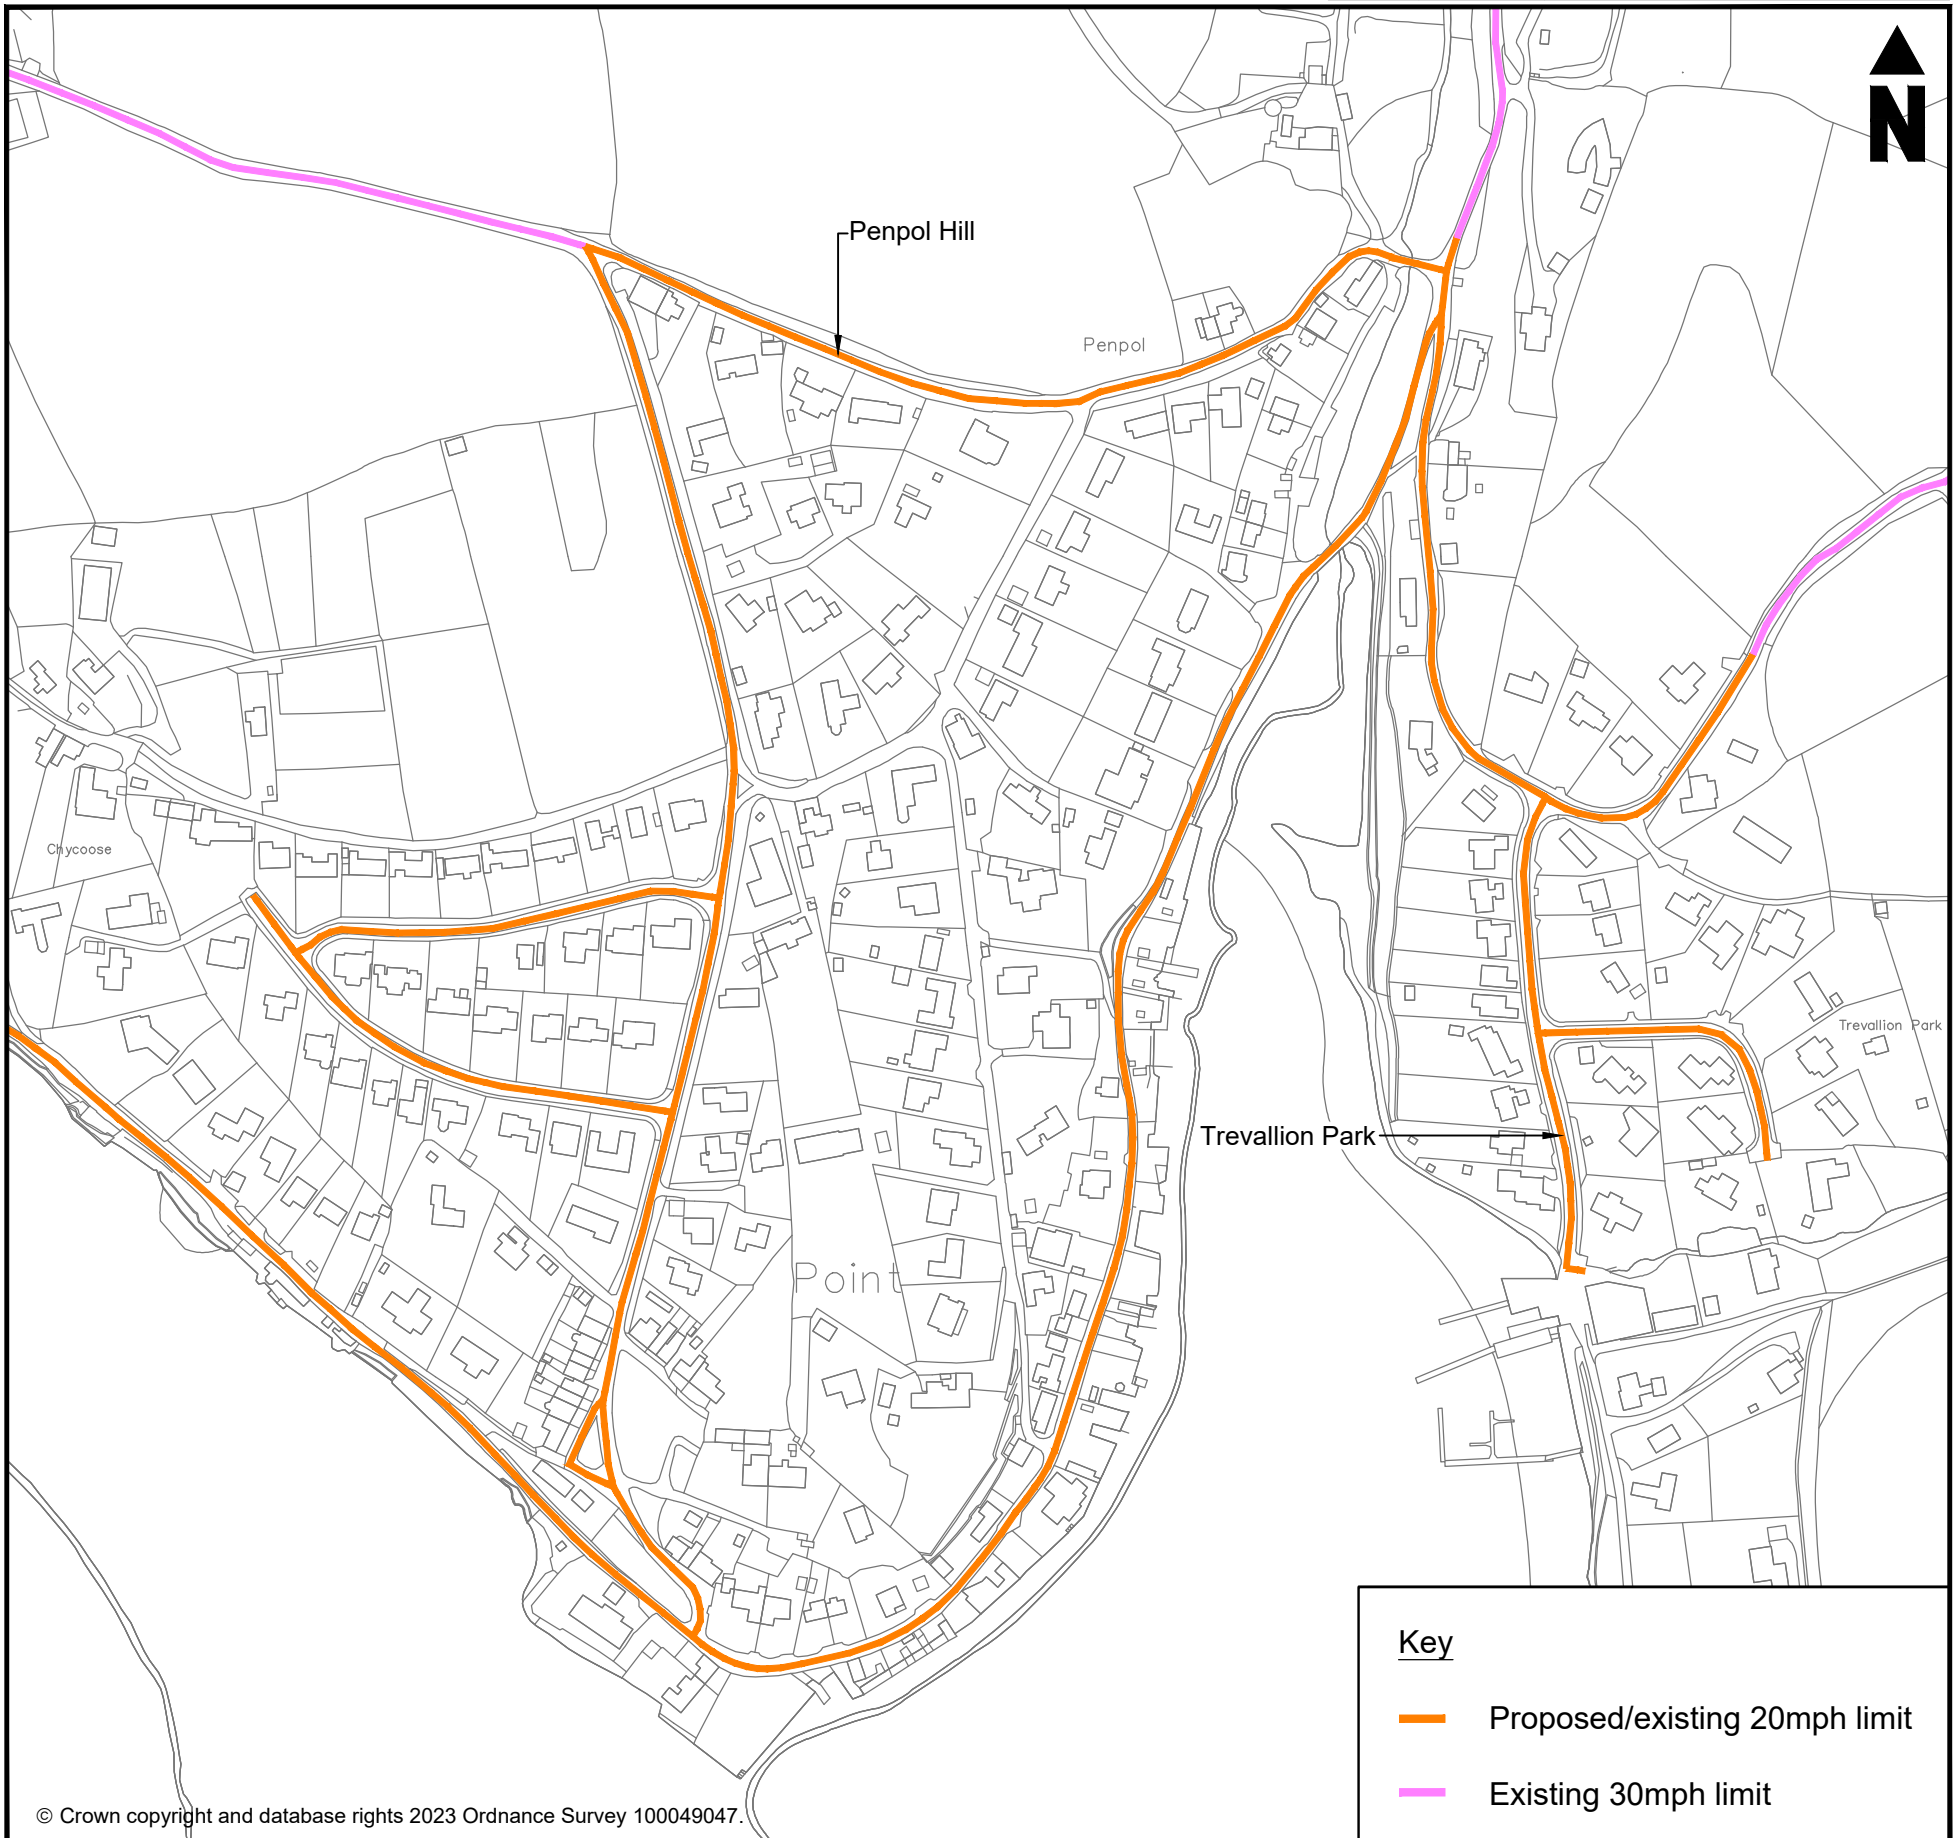 N
Penpol Hill
Penpol
Chycoose
Trevallion Park
Trevallion Park
Point
Key
Proposed/existing 20mph limit
Existing 30mph limit
© Crown copyright and database rights 2023 Ordnance Survey 100049047.